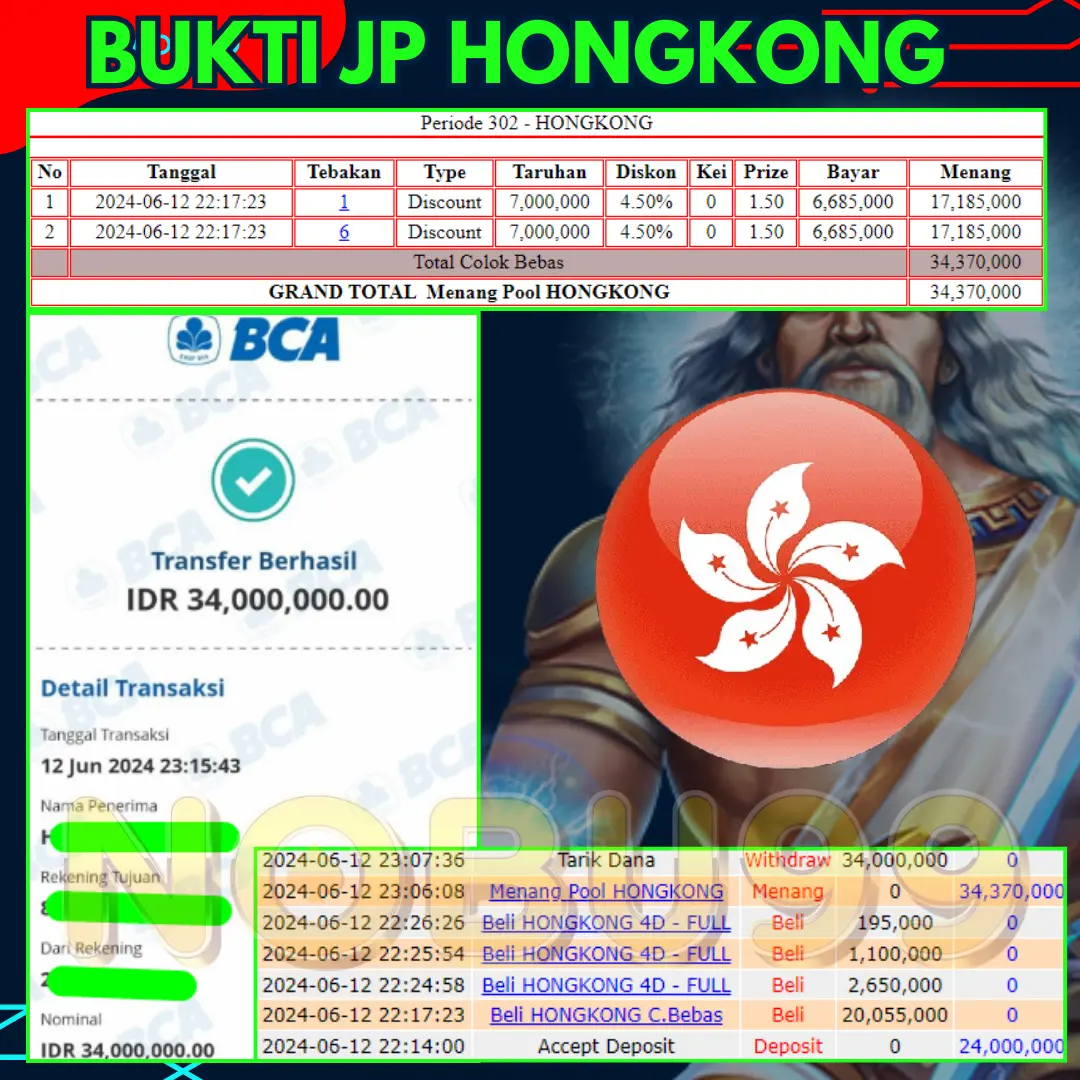 BUKTI JP HONGKONG
Periode 302 - HONGKONG
No Tanggal Tebakan Type Taruhan Diskon Kei Prize Bayar Menang
1 2024-06-12 22:17:23 1 Discount 7,000,000 4.50% 0 1.50 6,685,000 17,185,000
2 2024-06-12 22:17:23 6 Discount 7,000,000 4.50% 0 1.50 6,685,000 17,185,000
Total Colok Bebas 34,370,000
GRAND TOTAL Menang Pool HONGKONG 34,370,000
BCA
Transfer Berhasil
IDR 34,000,000.00
Detail Transaksi
Tanggal Transaksi
12 Jun 2024 23:15:43
Nama Penerima
H
Rekening Tujuan
8
Dari Rekening
2
Nominal
IDR 34,000,000.00
NOBU99
2024-06-12 23:07:36 Tarik Dana Withdraw 34,000,000 0
2024-06-12 23:06:08 Menang Pool HONGKONG Menang 0 34,370,000
2024-06-12 22:26:26 Beli HONGKONG 4D - FULL Beli 195,000 0
2024-06-12 22:25:54 Beli HONGKONG 4D - FULL Beli 1,100,000 0
2024-06-12 22:24:58 Beli HONGKONG 4D - FULL Beli 2,650,000 0
2024-06-12 22:17:23 Beli HONGKONG C.Bebas Beli 20,055,000 0
2024-06-12 22:14:00 Accept Deposit Deposit 0 24,000,000